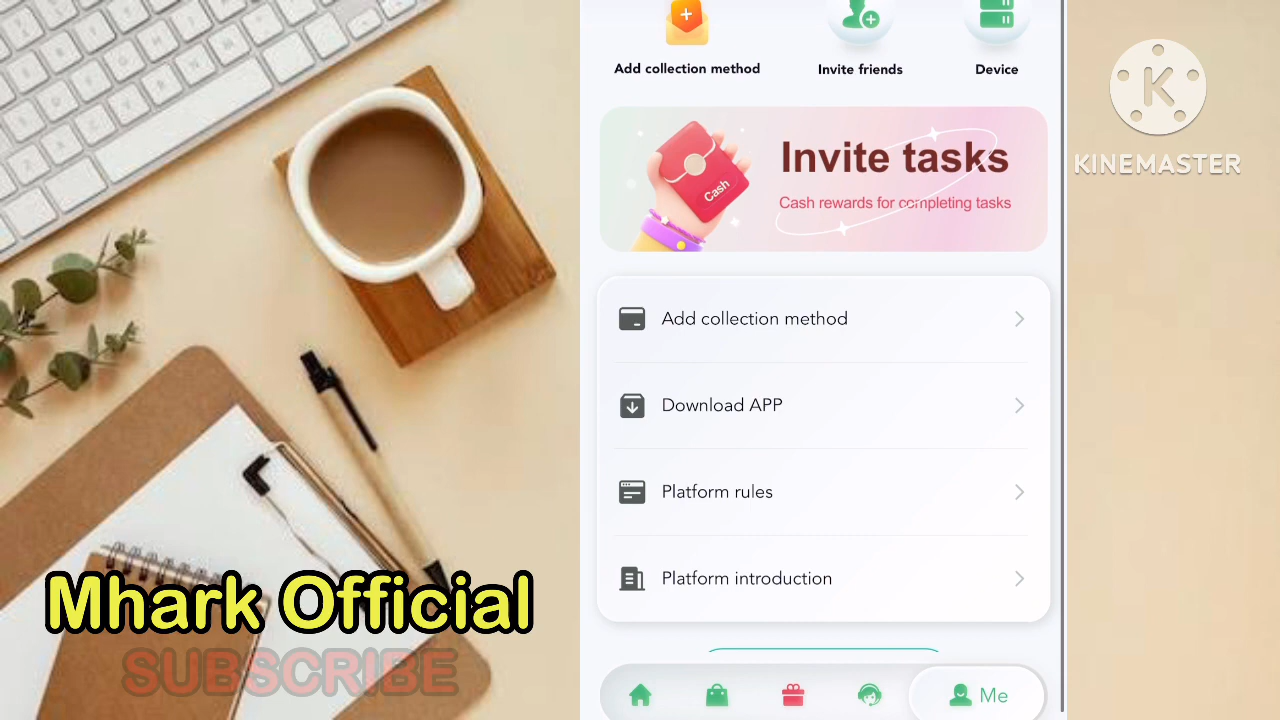 Add collection method
Invite friends
Device
K
KINEMASTER
Invite tasks
Cash rewards for completing tasks
Cash
Add collection method
Download APP
Platform rules
Platform introduction
Mhark Official
SUBSCRIBE
Me